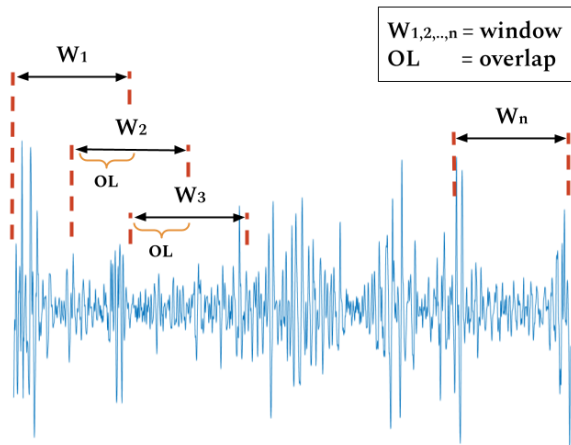 W1,2,..,n = window
OL = overlap
W1
Wn
W2
OL
W3
OL